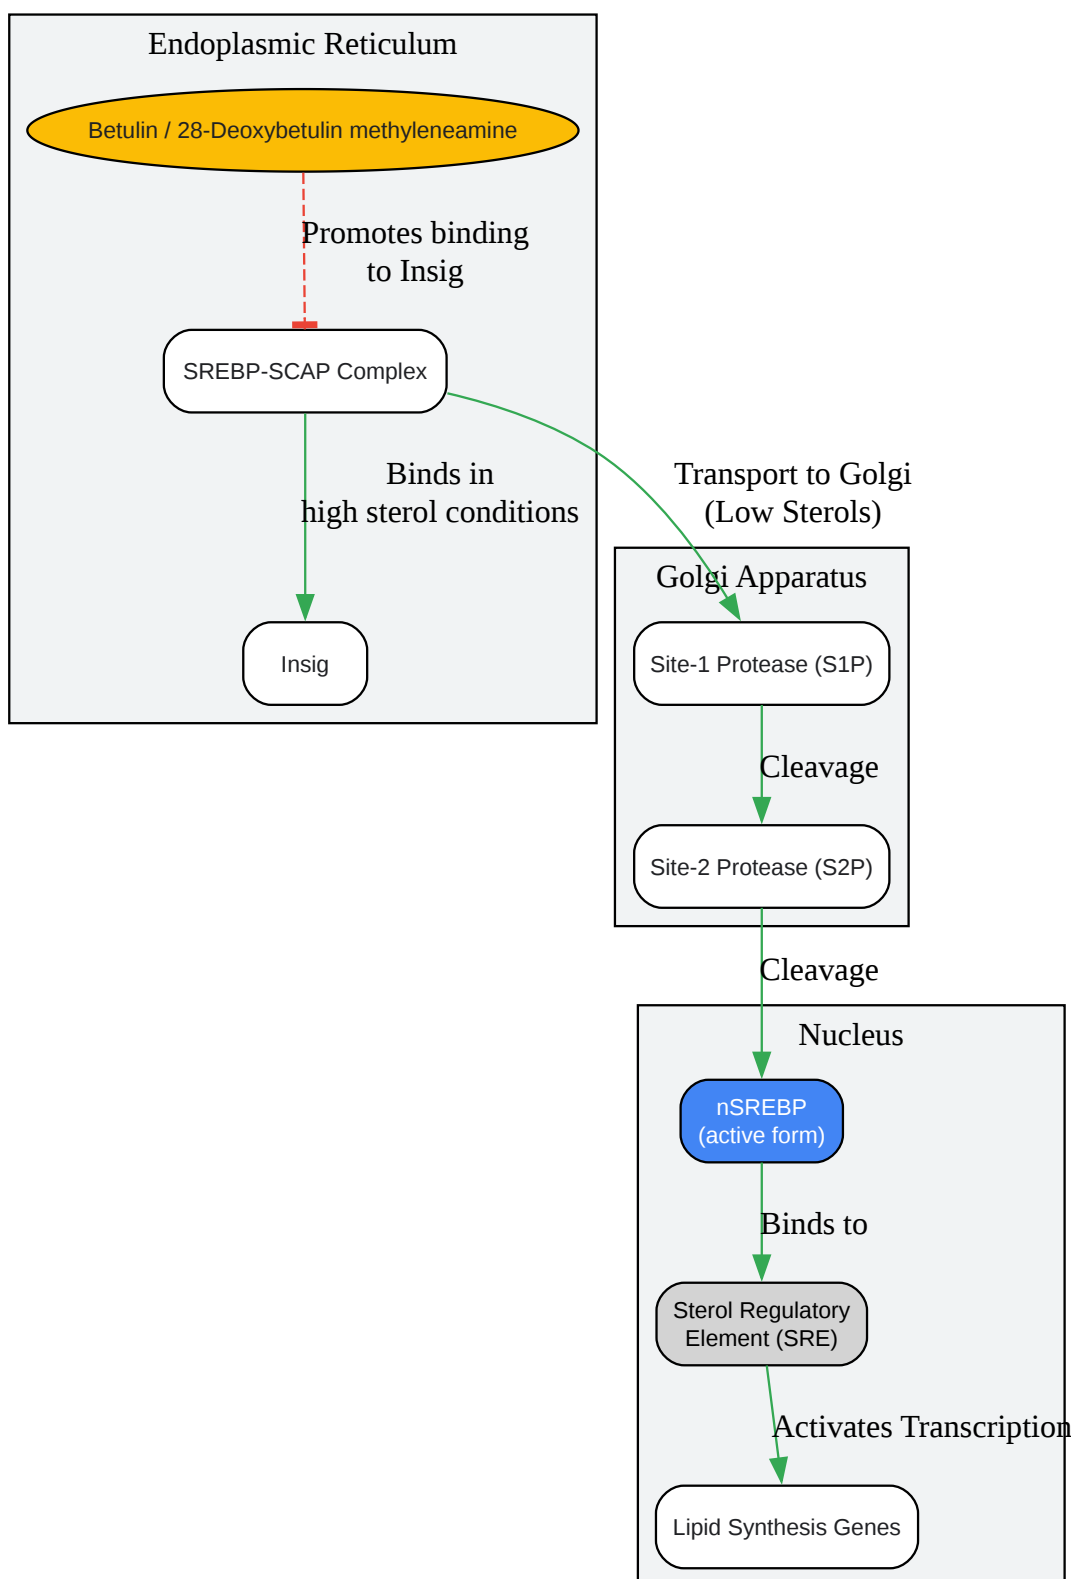 Endoplasmic Reticulum
Betulin / 28-Deoxybetulin methyleneamine
Promotes binding
to Insig
SREBP-SCAP Complex
Binds in
high sterol conditions
Transport to Golgi
(Low Sterols)
Insig
Golgi Apparatus
Site-1 Protease (S1P)
Cleavage
Site-2 Protease (S2P)
Cleavage
Nucleus
nSREBP
(active form)
Binds to
Sterol Regulatory
Element (SRE)
Activates Transcription
Lipid Synthesis Genes